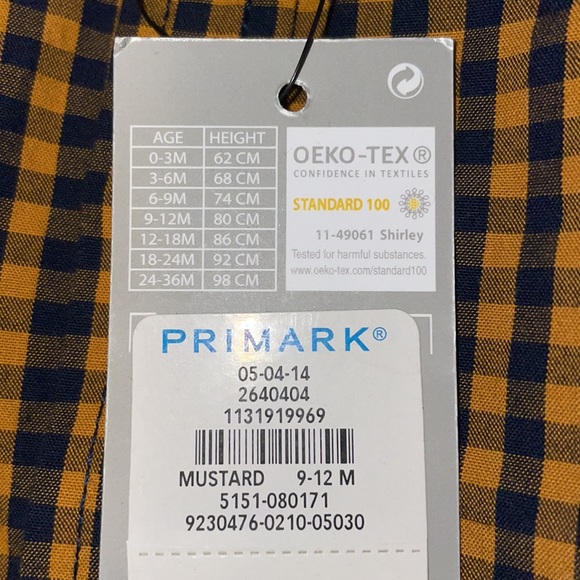 AGE HEIGHT
0-3M 62 CM
3-6M 68 CM
6-9M 74 CM
9-12M 80 CM
12-18M 86 CM
18-24M 92 CM
24-36M 98 CM
OEKO-TEX®
CONFIDENCE IN TEXTILES
STANDARD 100
11-49061 Shirley
Tested for harmful substances.
www.oeko-tex.com/standard100
PRIMARK®
05-04-14
2640404
1131919969
MUSTARD 9-12 M
5151-080171
9230476-0210-05030